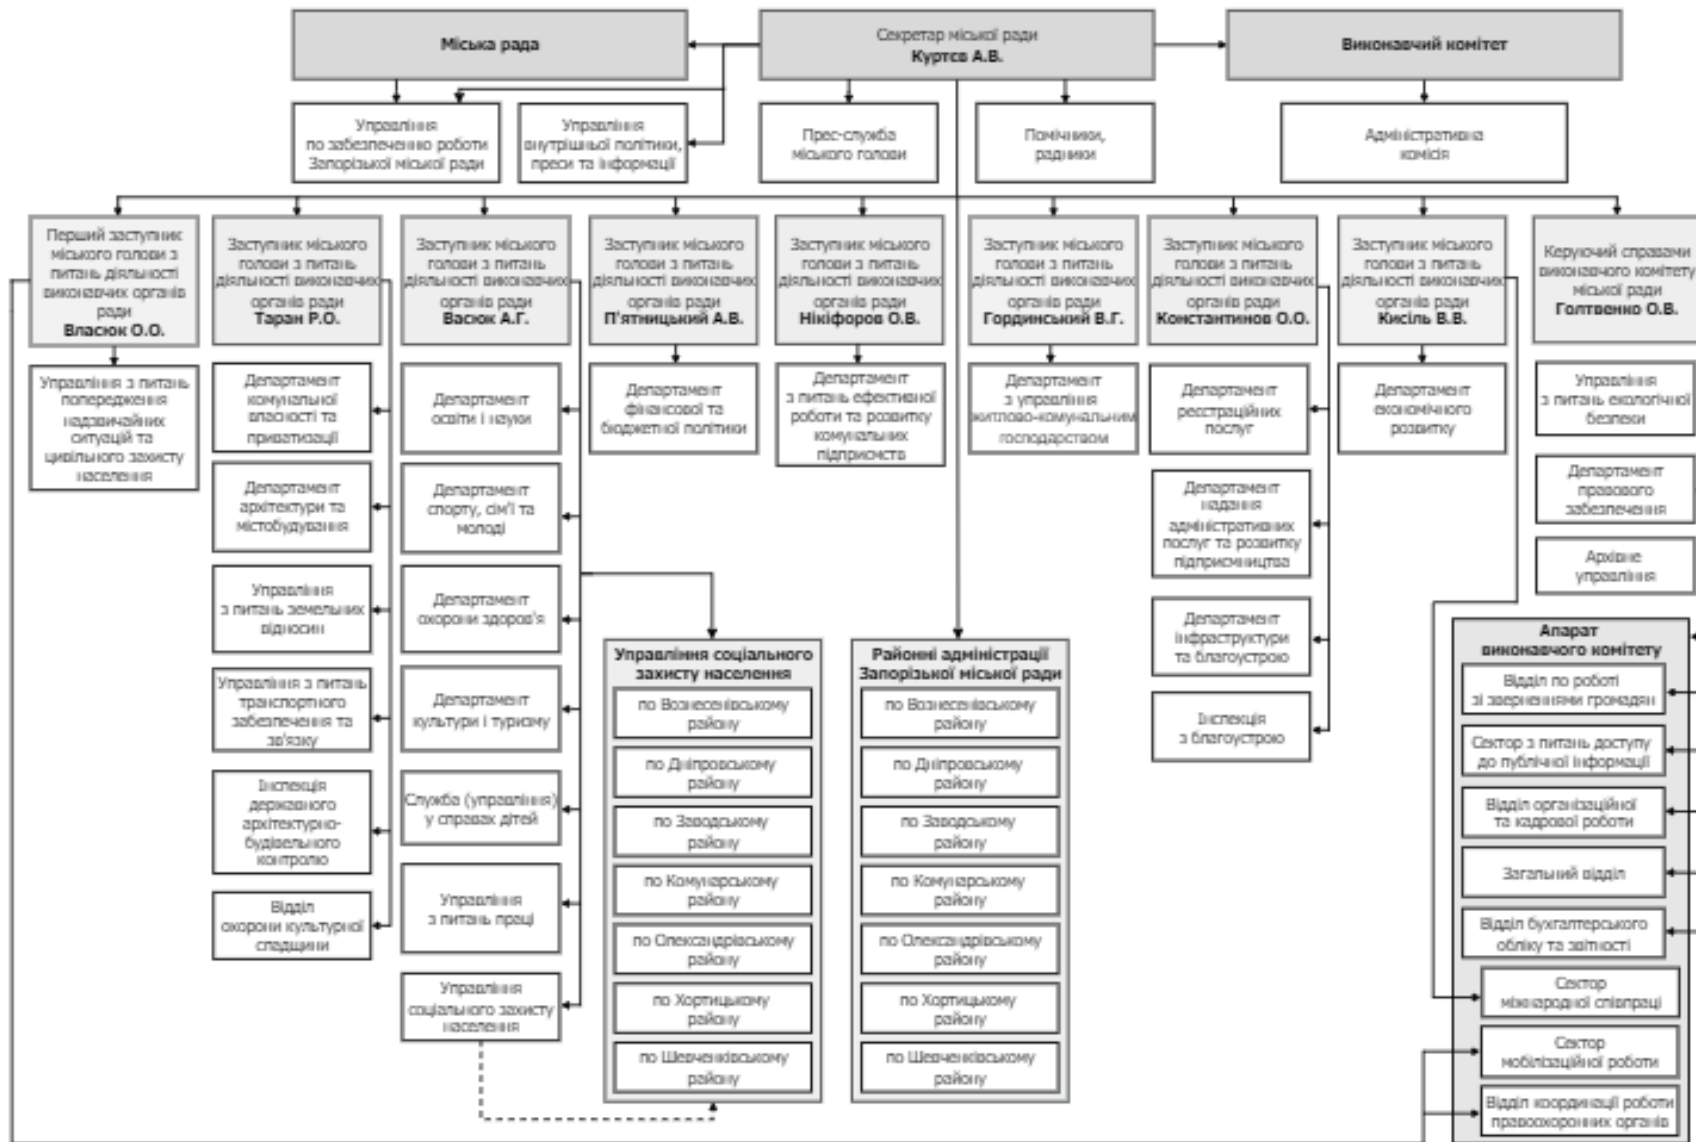 Міська рада
Секретар міської ради
Куртєв А.В.
Виконавчий комітет
Управління
по забезпеченню роботи
Запорізької міської ради
Управління
внутрішньої політики,
преси та інформації
Прес-служба
міського голови
Помічники,
радники
Адміністративна
комісія
Перший заступник
міського голови з
питань діяльності
виконавчих органів
ради
Власюк О.О.
Заступник міського
голови з питань
діяльності виконавчих
органів ради
Таран Р.О.
Заступник міського
голови з питань
діяльності виконавчих
органів ради
Васюк А.Г.
Заступник міського
голови з питань
діяльності виконавчих
органів ради
П'ятницький А.В.
Заступник міського
голови з питань
діяльності виконавчих
органів ради
Нікіфоров О.В.
Заступник міського
голови з питань
діяльності виконавчих
органів ради
Гординський В.Г.
Заступник міського
голови з питань
діяльності виконавчих
органів ради
Константинов О.О.
Заступник міського
голови з питань
діяльності виконавчих
органів ради
Кисіль В.В.
Керуючий справами
виконавчого комітету
міської ради
Голтвенко О.В.
Управління з питань
попередження
надзвичайних
ситуацій та
цивільного захисту
населення
Департамент
комунальної
власності та
приватизації
Департамент
архітектури та
містобудування
Управління
з питань земельних
відносин
Управління з питань
транспортного
забезпечення та
зв'язку
Інспекція
державного
архітектурно-
будівельного
контролю
Відділ
охорони культурної
спадщини
Департамент
освіти і науки
Департамент
спорту, сім'ї та
молоді
Департамент
охорони здоров'я
Департамент
культури і туризму
Служба (управління)
у справах дітей
Управління
з питань праці
Управління
соціального захисту
населення
Департамент
фінансової та
бюджетної політики
Департамент
з питань ефективної
роботи та розвитку
комунальних
підприємств
Департамент
з управління
житлово-комунальним
господарством
Департамент
реєстраційних
послуг
Департамент
надання
адміністративних
послуг та розвитку
підприємництва
Департамент
інфраструктури
та благоустрою
Інспекція
з благоустрою
Департамент
економічного
розвитку
Управління
з питань екологічної
безпеки
Департамент
правового
забезпечення
Архівне
управління
Управління соціального
захисту населення
по Вознесенівському
району
по Дніпровському
району
по Заводському
району
по Комунарському
району
по Олександрівському
району
по Хортицькому
району
по Шевченківському
району
Районні адміністрації
Запорізької міської ради
по Вознесенівському
району
по Дніпровському
району
по Заводському
району
по Комунарському
району
по Олександрівському
району
по Хортицькому
району
по Шевченківському
району
Апарат
виконавчого комітету
Відділ по роботі
зі зверненнями громадян
Сектор з питань доступу
до публічної інформації
Відділ організаційної
та кадрової роботи
Загальний відділ
Відділ бухгалтерського
обліку та звітності
Сектор
міжнародної співпраці
Сектор
мобілізаційної роботи
Відділ координації роботи
правоохоронних органів